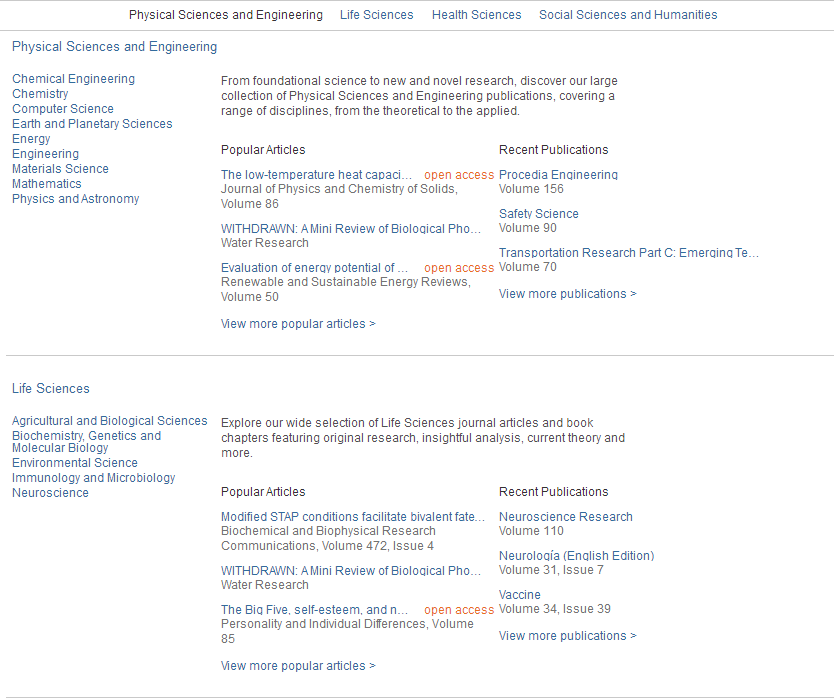 Physical Sciences and Engineering Life Sciences Health Sciences Social Sciences and Humanities
Physical Sciences and Engineering
Chemical Engineering
Chemistry
Computer Science
Earth and Planetary Sciences
Energy
Engineering
Materials Science
Mathematics
Physics and Astronomy
From foundational science to new and novel research, discover our large
collection of Physical Sciences and Engineering publications, covering a
range of disciplines, from the theoretical to the applied.
Popular Articles
The low-temperature heat capaci... open access
Journal of Physics and Chemistry of Solids,
Volume 86
WITHDRAWN: A Mini Review of Biological Pho...
Water Research
Evaluation of energy potential of ... open access
Renewable and Sustainable Energy Reviews,
Volume 50
View more popular articles >
Recent Publications
Procedia Engineering
Volume 156
Safety Science
Volume 90
Transportation Research Part C: Emerging Te...
Volume 70
View more publications >
Life Sciences
Agricultural and Biological Sciences
Biochemistry, Genetics and
Molecular Biology
Environmental Science
Immunology and Microbiology
Neuroscience
Explore our wide selection of Life Sciences journal articles and book
chapters featuring original research, insightful analysis, current theory and
more.
Popular Articles
Modified STAP conditions facilitate bivalent fate...
Biochemical and Biophysical Research
Communications, Volume 472, Issue 4
WITHDRAWN: A Mini Review of Biological Pho...
Water Research
The Big Five, self-esteem, and n... open access
Personality and Individual Differences, Volume
85
View more popular articles >
Recent Publications
Neuroscience Research
Volume 110
Neurología (English Edition)
Volume 31, Issue 7
Vaccine
Volume 34, Issue 39
View more publications >